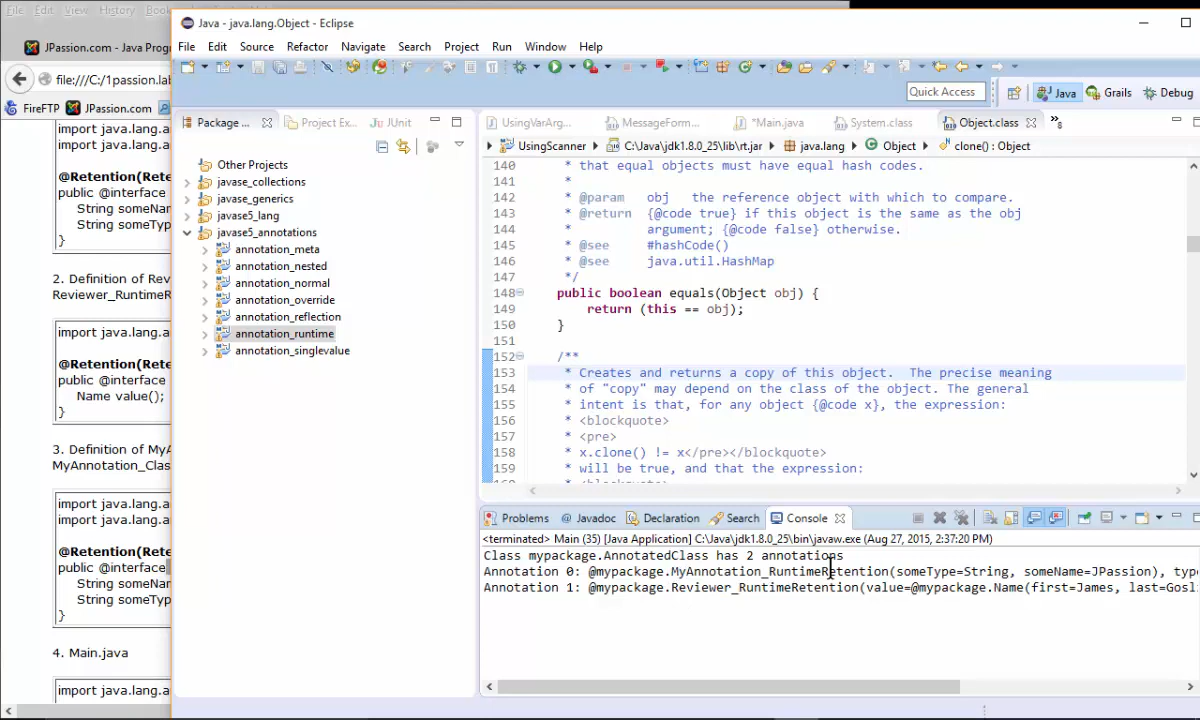 File Edit View History
JPassion.com - Java Prog
file:///C:/1passion.lab
FireFTP JPassion.com
import java.lang.a
import java.lang.a
@Retention(Rete
public @interface
String someNam
String someTyp
}
2. Definition of Rev
Reviewer_RuntimeR
import java.lang.a
@Retention(Rete
public @interface
Name value();
}
3. Definition of MyA
MyAnnotation_Clas
import java.lang.a
import java.lang.a
@Retention(Rete
public @interface
String someNam
String someTyp
}
4. Main.java
import java.lang.a
Java - java.lang.Object - Eclipse
File Edit Source Refactor Navigate Search Project Run Window Help
Quick Access Java Grails Debug
Package ... Project Ex... JUnit
Other Projects
javase_collections
javase_generics
javase5_lang
javase5_annotations
annotation_meta
annotation_nested
annotation_normal
annotation_override
annotation_reflection
annotation_runtime
annotation_singlevalue
UsingVarArg... MessageForm... *Main.java System.class Object.class »8
UsingScanner C:\Java\jdk1.8.0_25\lib\rt.jar java.lang Object clone() : Object
140 * that equal objects must have equal hash codes.
141 *
142 * @param obj the reference object with which to compare.
143 * @return {@code true} if this object is the same as the obj
144 * argument; {@code false} otherwise.
145 * @see #hashCode()
146 * @see java.util.HashMap
147 */
148 public boolean equals(Object obj) {
149 return (this == obj);
150 }
151
152 /**
153 * Creates and returns a copy of this object. The precise meaning
154 * of "copy" may depend on the class of the object. The general
155 * intent is that, for any object {@code x}, the expression:
156 * <blockquote>
157 * <pre>
158 * x.clone() != x</pre></blockquote>
159 * will be true, and that the expression:
Problems @ Javadoc Declaration Search Console
<terminated> Main (35) [Java Application] C:\Java\jdk1.8.0_25\bin\javaw.exe (Aug 27, 2015, 2:37:20 PM)
Class mypackage.AnnotatedClass has 2 annotations
Annotation 0: @mypackage.MyAnnotation_RuntimeRetention(someType=String, someName=JPassion), type
Annotation 1: @mypackage.Reviewer_RuntimeRetention(value=@mypackage.Name(first=James, last=Gosli